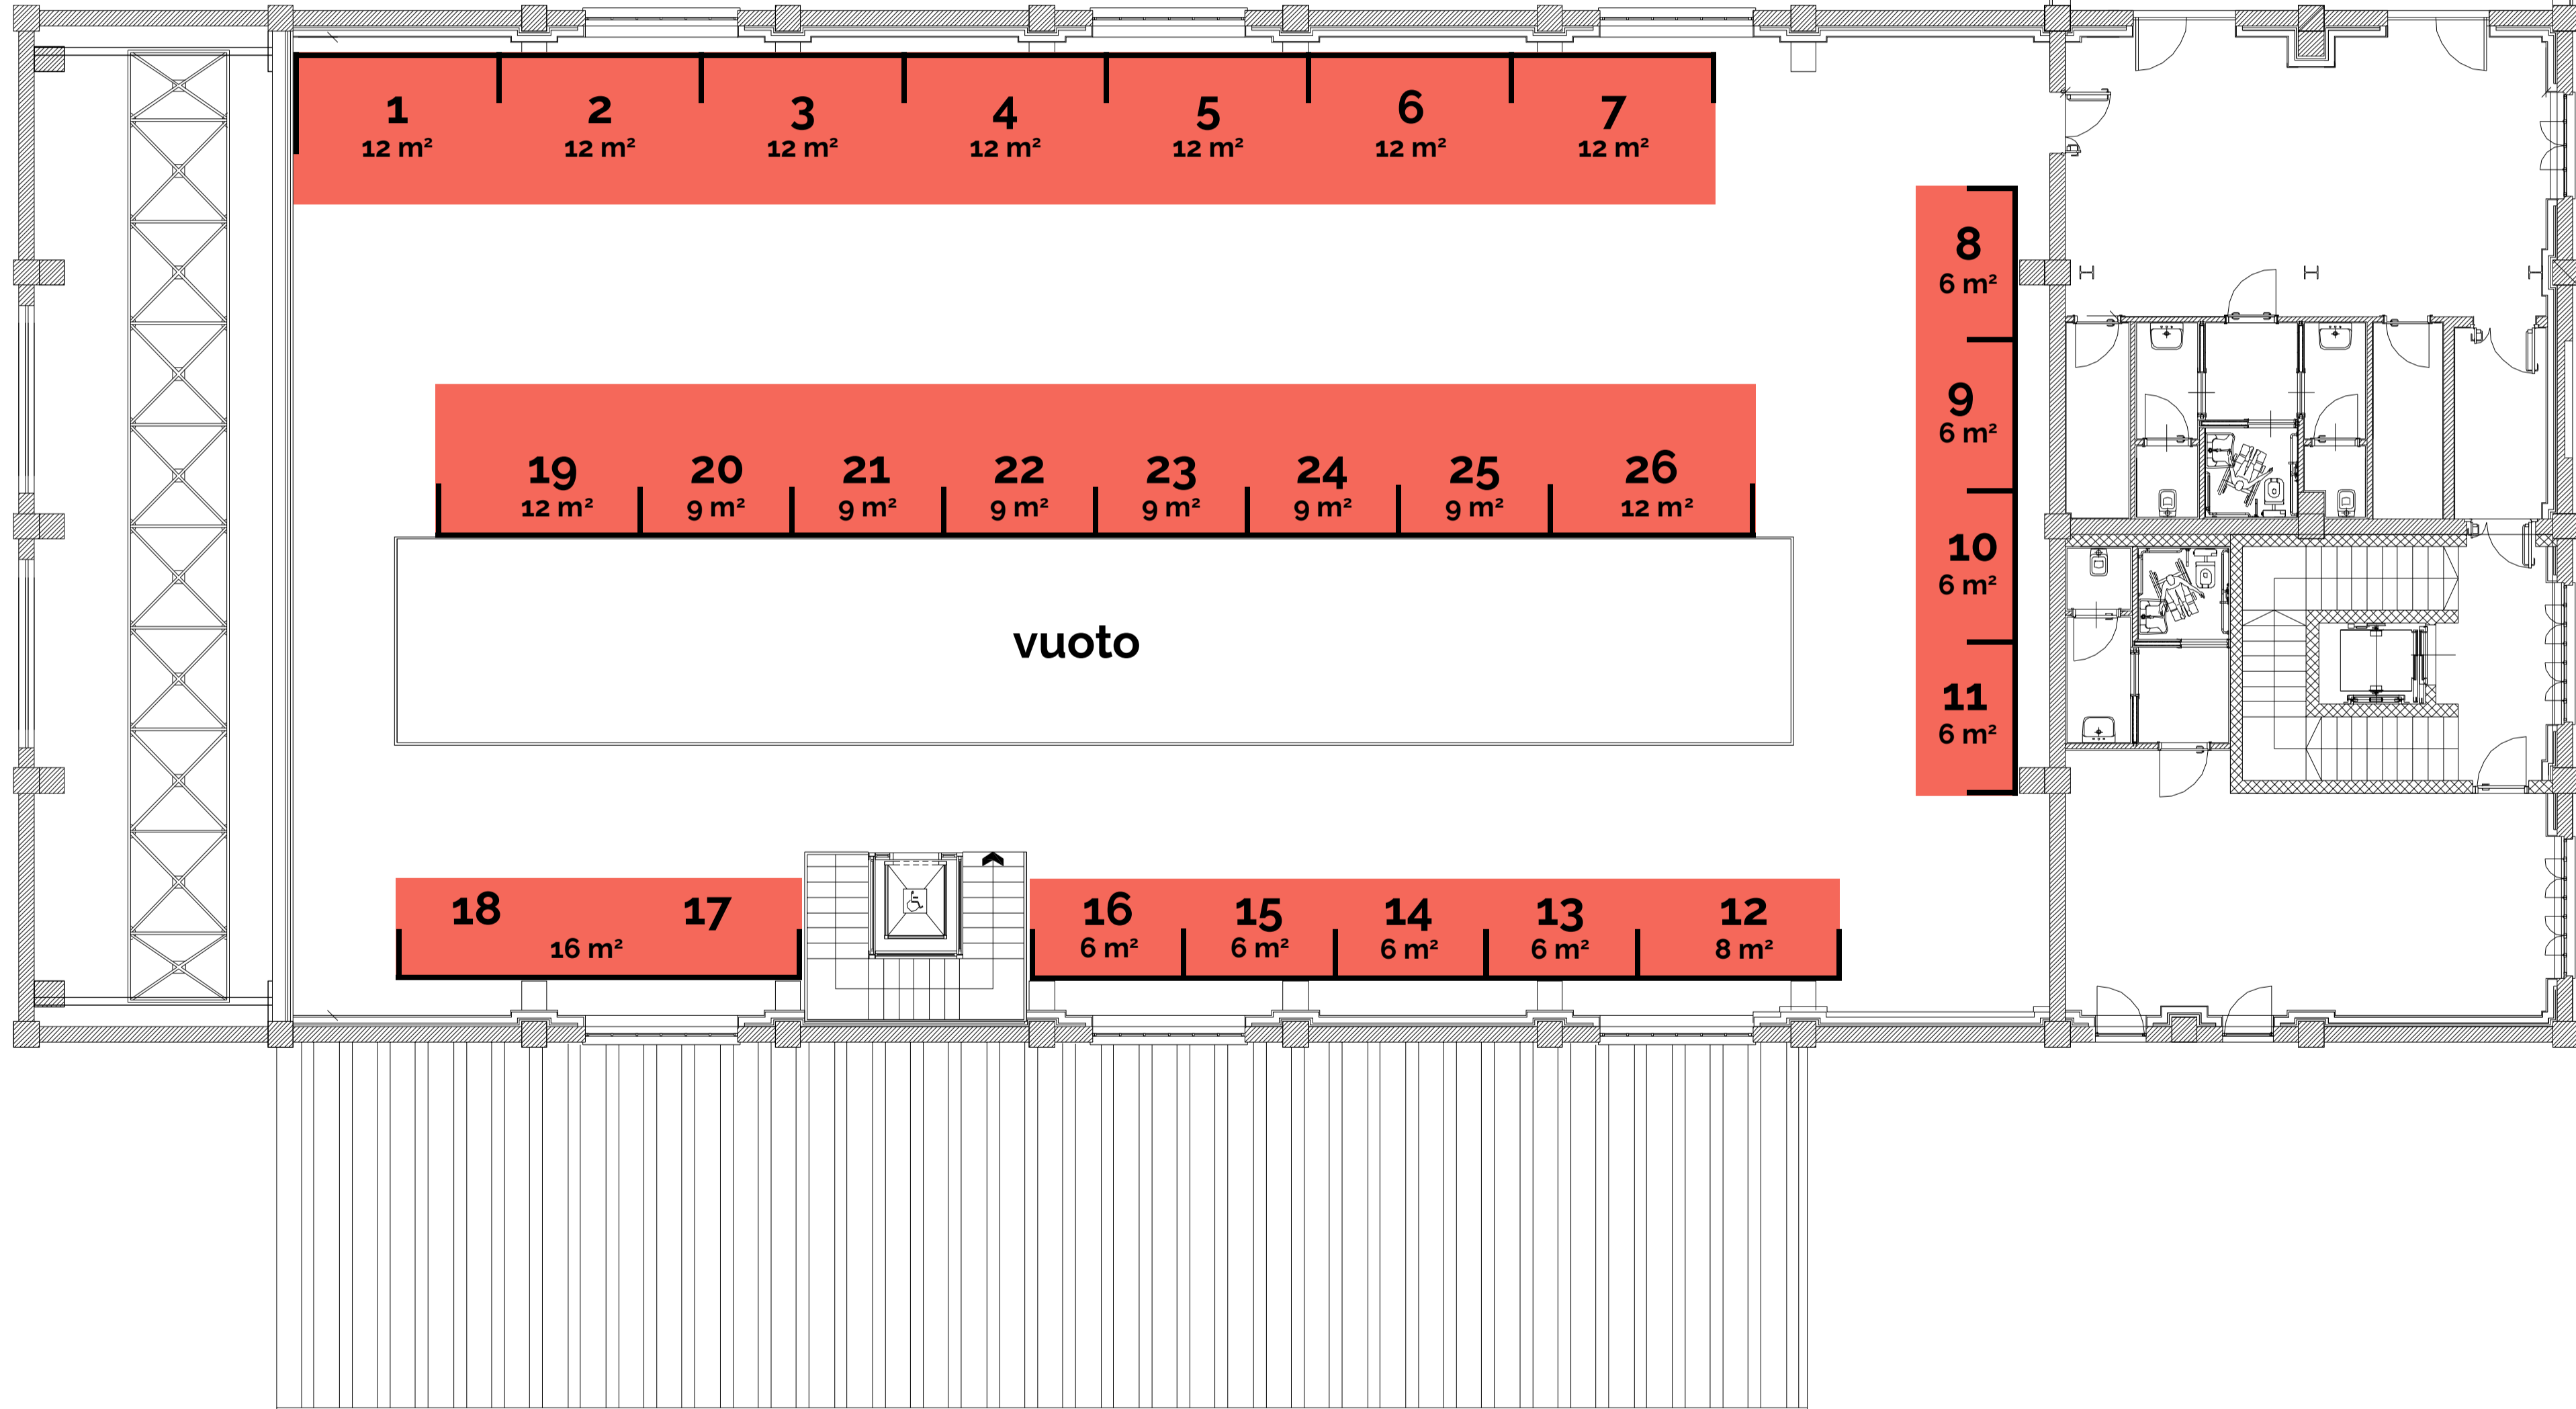 1 2 3 4 5 6 7
12 m² 12 m² 12 m² 12 m² 12 m² 12 m² 12 m²
8
6 m²
9
6 m²
10
6 m²
11
6 m²
19 20 21 22 23 24 25 26
12 m² 9 m² 9 m² 9 m² 9 m² 9 m² 9 m² 12 m²
vuoto
18 17
16 m²
16 15 14 13 12
6 m² 6 m² 6 m² 6 m² 8 m²